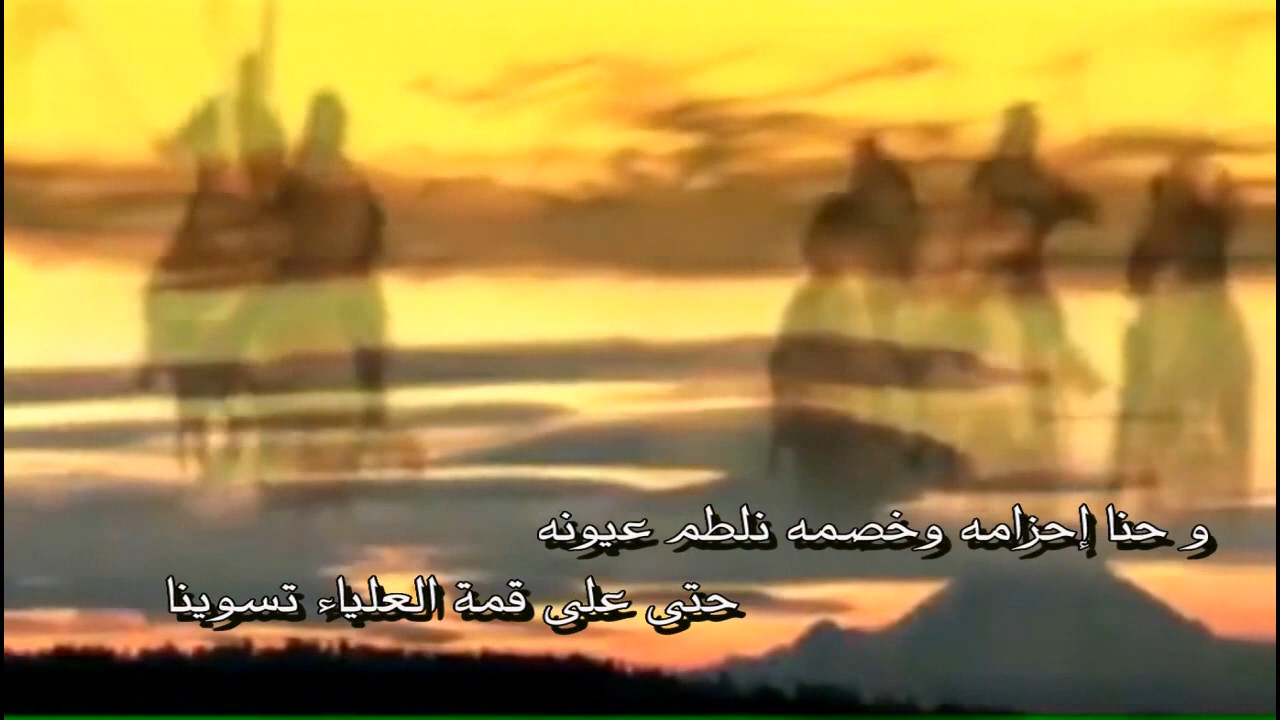 و حنا إحزامه وخصمه نلطم عيونه
حتى على قمة العلياء تسوينا